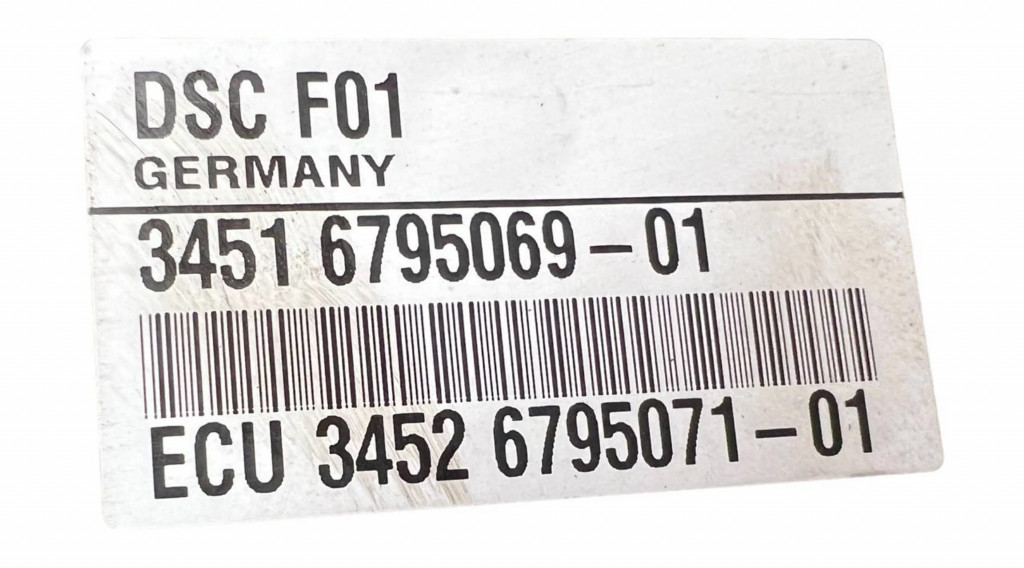 DSC F01
GERMANY
3451 6795069-01
ECU 3452 6795071-01